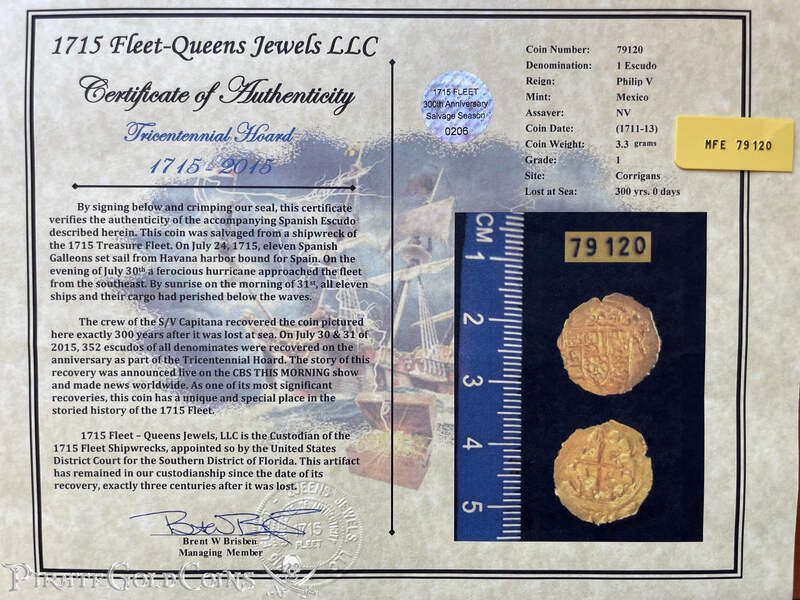 1715 Fleet-Queens Jewels LLC
Certificate of Authenticity
Tricentennial Hoard
1715 - 2015
By signing below and crimping our seal, this certificate
verifies the authenticity of the accompanying Spanish Escudo
described herein. This coin was salvaged from a shipwreck of
the 1715 Treasure Fleet. On July 24, 1715, eleven Spanish
Galleons set sail from Havana harbor bound for Spain. On the
evening of July 30th a ferocious hurricane approached the fleet
from the southeast. By sunrise on the morning of 31st, all eleven
ships and their cargo had perished below the waves.
The crew of the S/V Capitana recovered the coin pictured
here exactly 300 years after it was lost at sea. On July 30 & 31 of
2015, 352 escudos of all denominates were recovered on the
anniversary as part of the Tricentennial Hoard. The story of this
recovery was announced live on the CBS THIS MORNING show
and made news worldwide. As one of its most significant
recoveries, this coin has a unique and special place in the
storied history of the 1715 Fleet.
1715 Fleet – Queens Jewels, LLC is the Custodian of the
1715 Fleet Shipwrecks, appointed so by the United States
District Court for the Southern District of Florida. This artifact
has remained in our custodianship since the date of its
recovery, exactly three centuries after it was lost.
Brent W Brisben
Managing Member
QUEENS JEWELS LLC
1715
FLEET
PirateGoldCoins
1715 FLEET
300th Anniversary
Salvage Season
0206
Coin Number: 79120
Denomination: 1 Escudo
Reign: Philip V
Mint: Mexico
Assayer: NV
Coin Date: (1711-13)
Coin Weight: 3.3 grams
Grade: 1
Site: Corrigans
Lost at Sea: 300 yrs. 0 days
MFE 79120
79120
CM
1
2
3
4
5